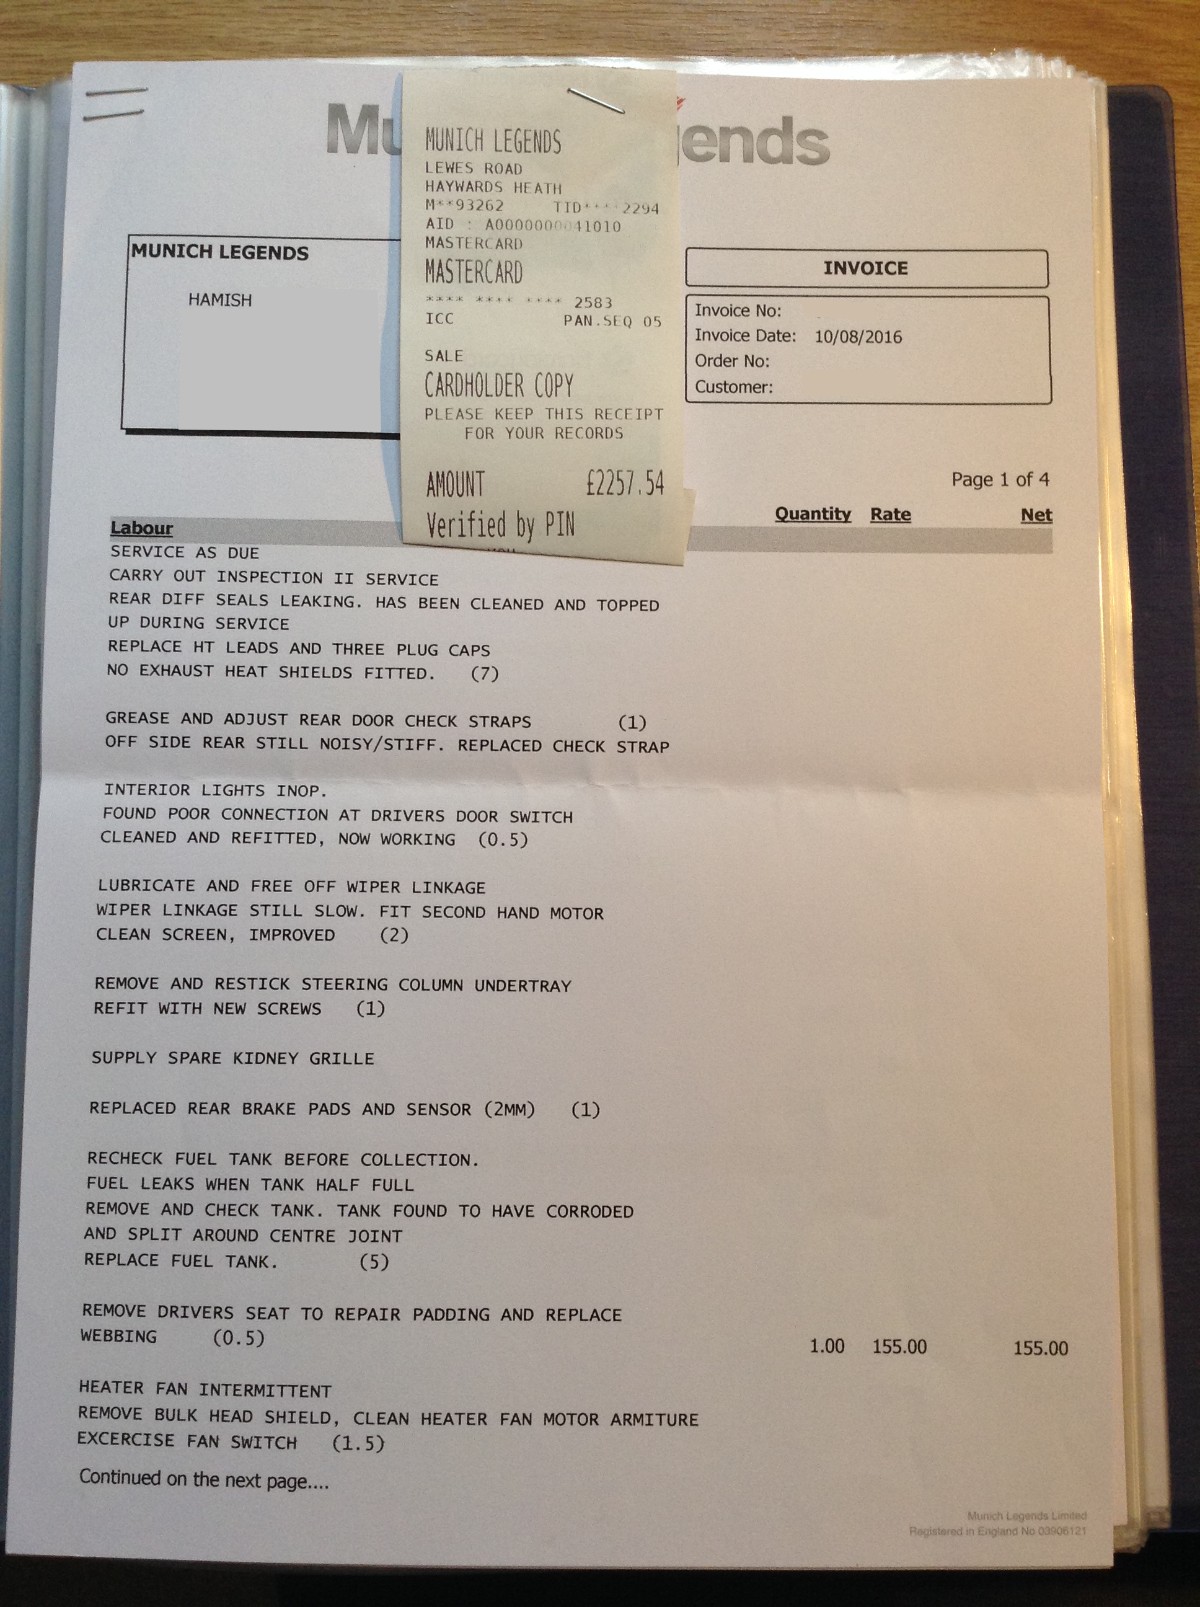 Mu ends
MUNICH LEGENDS
LEWES ROAD
HAYWARDS HEATH
M**93262 TID****2294
AID : A0000000041010
MASTERCARD
MASTERCARD
**** **** **** 2583
ICC PAN.SEQ 05
SALE
CARDHOLDER COPY
PLEASE KEEP THIS RECEIPT
FOR YOUR RECORDS
AMOUNT £2257.54
Verified by PIN
MUNICH LEGENDS
HAMISH
INVOICE
Invoice No:
Invoice Date: 10/08/2016
Order No:
Customer:
Page 1 of 4
Labour Quantity Rate Net
SERVICE AS DUE
CARRY OUT INSPECTION II SERVICE
REAR DIFF SEALS LEAKING. HAS BEEN CLEANED AND TOPPED
UP DURING SERVICE
REPLACE HT LEADS AND THREE PLUG CAPS
NO EXHAUST HEAT SHIELDS FITTED. (7)
GREASE AND ADJUST REAR DOOR CHECK STRAPS (1)
OFF SIDE REAR STILL NOISY/STIFF. REPLACED CHECK STRAP
INTERIOR LIGHTS INOP.
FOUND POOR CONNECTION AT DRIVERS DOOR SWITCH
CLEANED AND REFITTED, NOW WORKING (0.5)
LUBRICATE AND FREE OFF WIPER LINKAGE
WIPER LINKAGE STILL SLOW. FIT SECOND HAND MOTOR
CLEAN SCREEN, IMPROVED (2)
REMOVE AND RESTICK STEERING COLUMN UNDERTRAY
REFIT WITH NEW SCREWS (1)
SUPPLY SPARE KIDNEY GRILLE
REPLACED REAR BRAKE PADS AND SENSOR (2MM) (1)
RECHECK FUEL TANK BEFORE COLLECTION.
FUEL LEAKS WHEN TANK HALF FULL
REMOVE AND CHECK TANK. TANK FOUND TO HAVE CORRODED
AND SPLIT AROUND CENTRE JOINT
REPLACE FUEL TANK. (5)
REMOVE DRIVERS SEAT TO REPAIR PADDING AND REPLACE
WEBBING (0.5) 1.00 155.00 155.00
HEATER FAN INTERMITTENT
REMOVE BULK HEAD SHIELD, CLEAN HEATER FAN MOTOR ARMITURE
EXCERCISE FAN SWITCH (1.5)
Continued on the next page....
Munich Legends Limited
Registered in England No 03906121